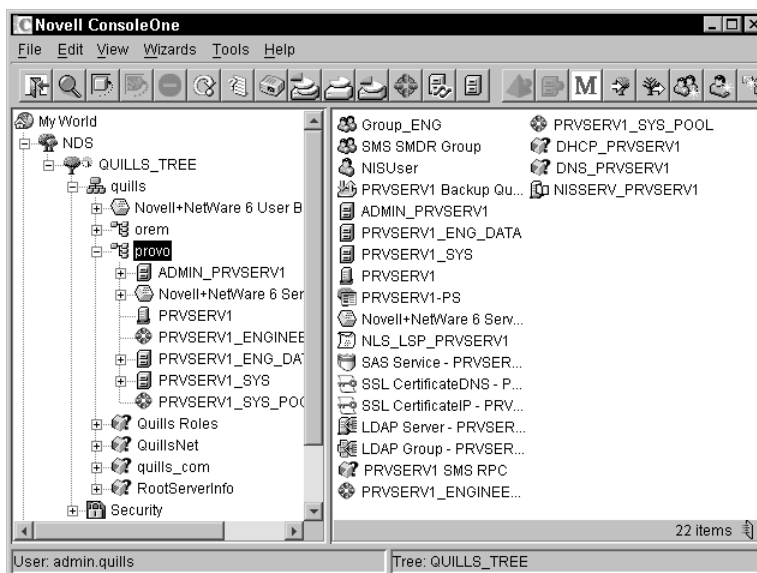 Novell ConsoleOne
File Edit View Wizards Tools Help
M
My World
NDS
QUILLS_TREE
quills
Novell+NetWare 6 User B
orem
provo
ADMIN_PRVSERV1
Novell+NetWare 6 Ser
PRVSERV1
PRVSERV1_ENGINEE
PRVSERV1_ENG_DA
PRVSERV1_SYS
PRVSERV1_SYS_POO
Quills Roles
QuillsNet
quills_com
RootServerInfo
Security
Group_ENG
SMS SMDR Group
NISUser
PRVSERV1 Backup Qu...
ADMIN_PRVSERV1
PRVSERV1_ENG_DATA
PRVSERV1_SYS
PRVSERV1
PRVSERV1-PS
Novell+NetWare 6 Serv...
NLS_LSP_PRVSERV1
SAS Service - PRVSER...
SSL CertificateDNS - P...
SSL CertificateIP - PRV...
LDAP Server - PRVSER...
LDAP Group - PRVSER...
PRVSERV1 SMS RPC
PRVSERV1_ENGINEE...
PRVSERV1_SYS_POOL
DHCP_PRVSERV1
DNS_PRVSERV1
NISSERV_PRVSERV1
22 items
User: admin.quills
Tree: QUILLS_TREE